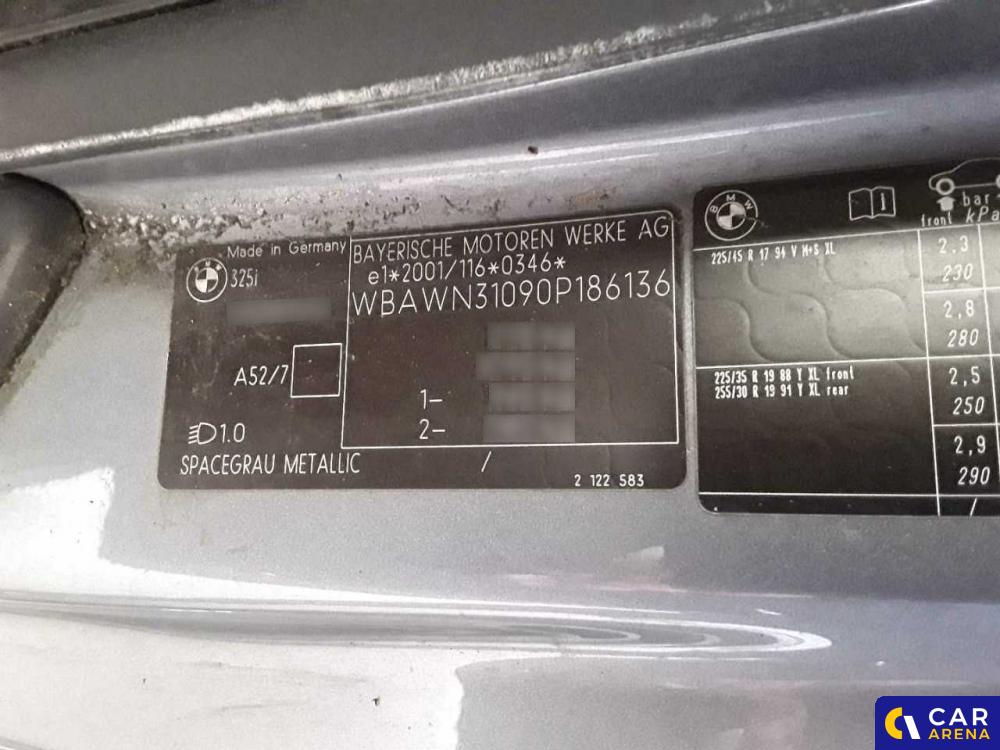 Made in Germany
BMW
325i
A52/7
1.0
SPACEGRAU METALLIC
BAYERISCHE MOTOREN WERKE AG
e1*2001/116*0346*
WBAWN31090P186136
1-
2-
/
2 122 583
BMW
i
bar
front kPa
225/45 R 17 94 V M+S XL
2.3
230
2.8
280
225/35 R 19 88 Y XL front
255/30 R 19 91 Y XL rear
2,5
250
2,9
290
/
CAR
ARENA